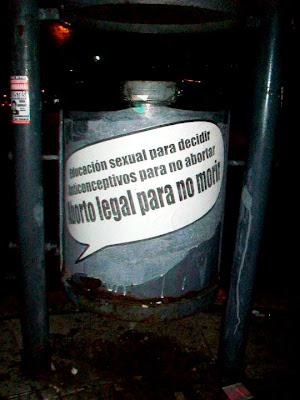 educación sexual para decidir
anticonceptivos para no abortar
aborto legal para no morir